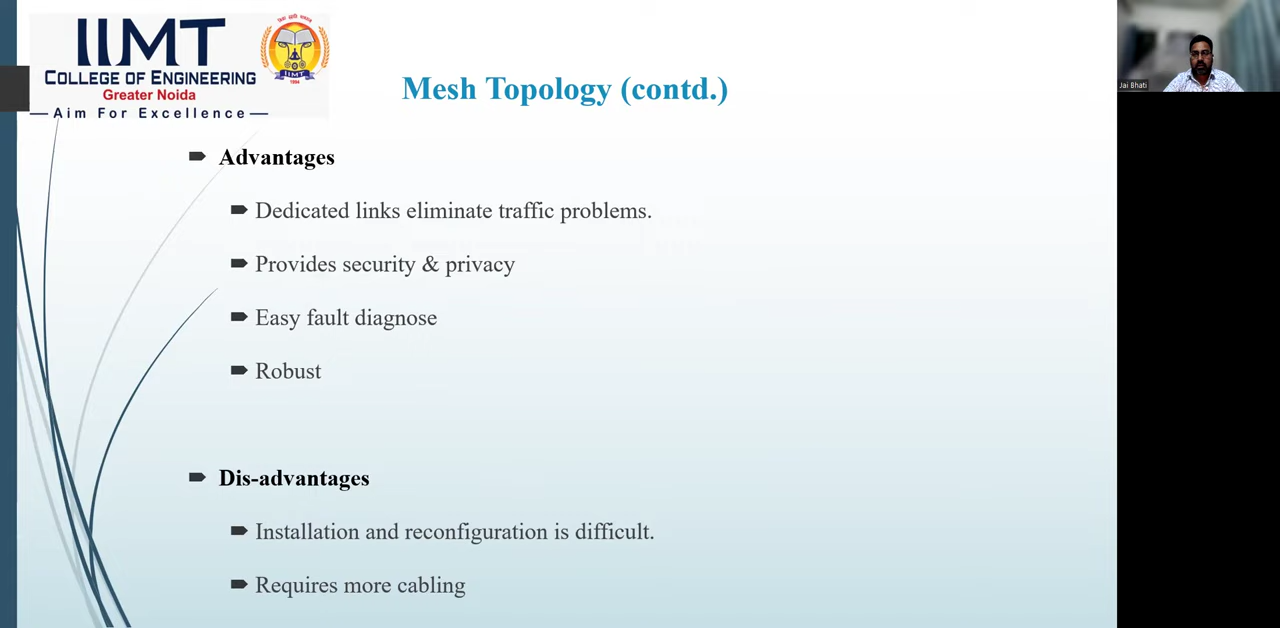 IIMT
COLLEGE OF ENGINEERING
Greater Noida
Aim For Excellence
IIMT
Mesh Topology (contd.)
Jai Bhati
Advantages
Dedicated links eliminate traffic problems.
Provides security & privacy
Easy fault diagnose
Robust
Dis-advantages
Installation and reconfiguration is difficult.
Requires more cabling